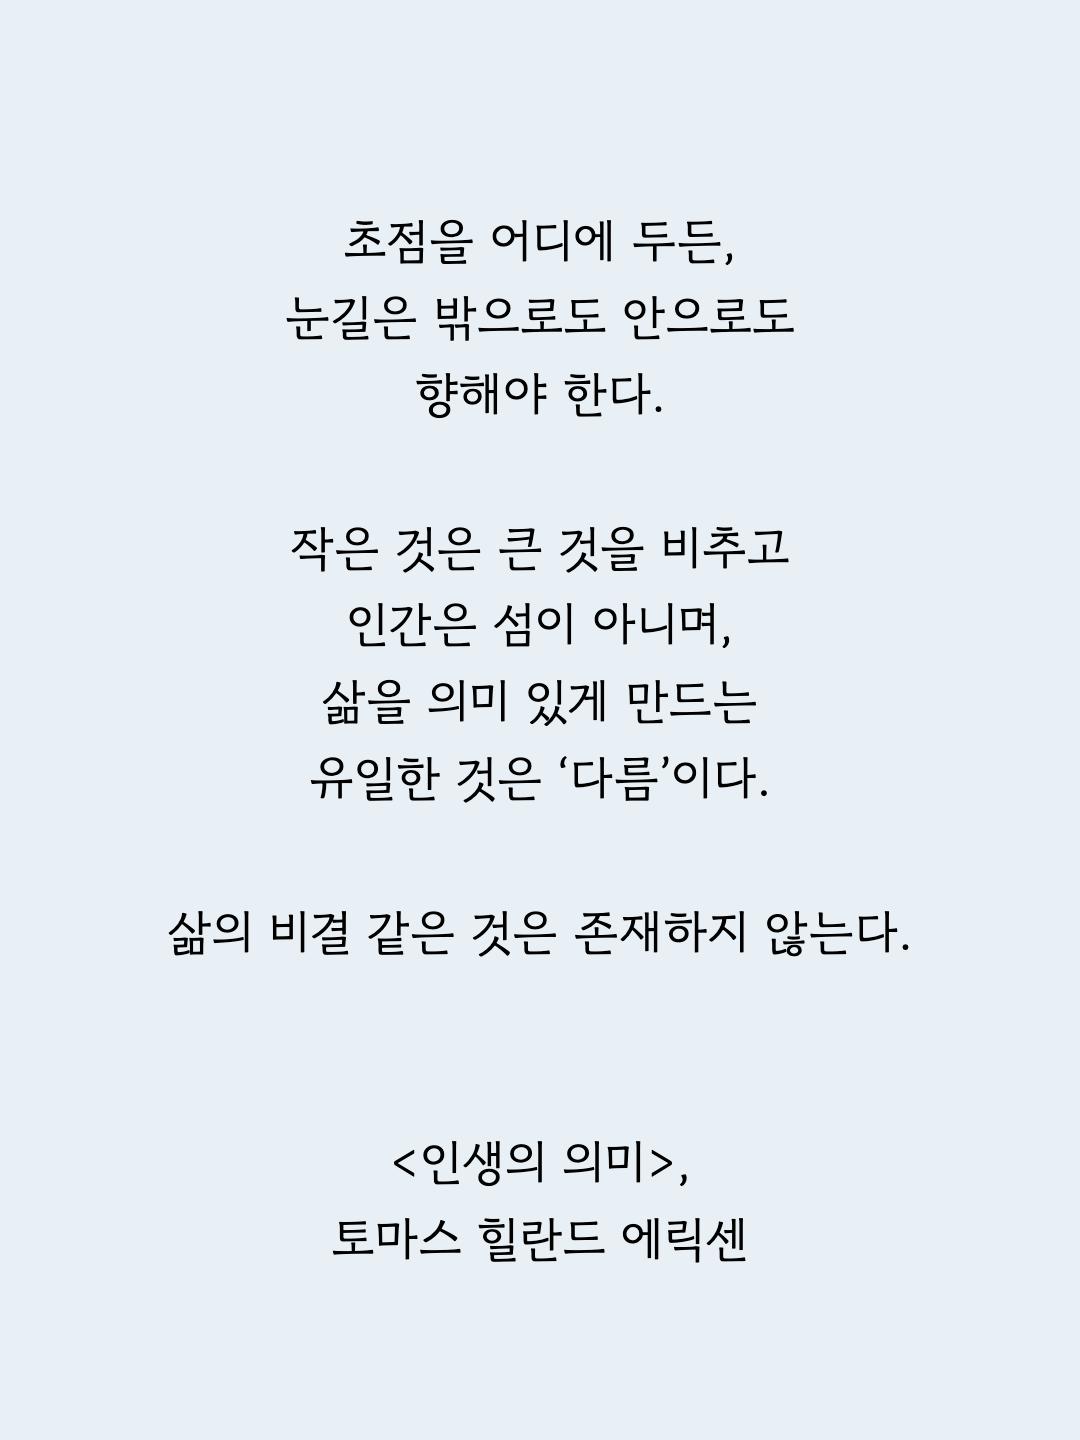 초점을 어디에 두든,
눈길은 밖으로도 안으로도
향해야 한다.
작은 것은 큰 것을 비추고
인간은 섬이 아니며,
삶을 의미 있게 만드는
유일한 것은 ‘다름’이다.
삶의 비결 같은 것은 존재하지 않는다.
<인생의 의미>,
토마스 힐란드 에릭센